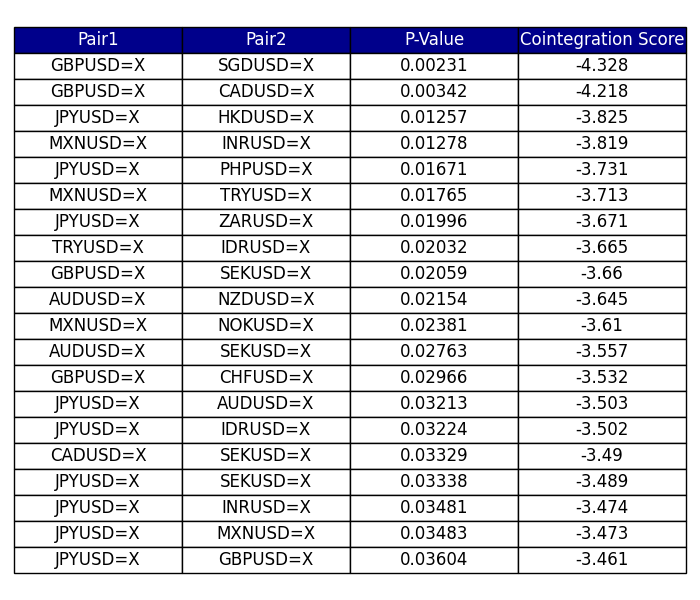 Pair1 Pair2 P-Value Cointegration Score
GBPUSD=X SGDUSD=X 0.00231 -4.328
GBPUSD=X CADUSD=X 0.00342 -4.218
JPYUSD=X HKDUSD=X 0.01257 -3.825
MXNUSD=X INRUSD=X 0.01278 -3.819
JPYUSD=X PHPUSD=X 0.01671 -3.731
MXNUSD=X TRYUSD=X 0.01765 -3.713
JPYUSD=X ZARUSD=X 0.01996 -3.671
TRYUSD=X IDRUSD=X 0.02032 -3.665
GBPUSD=X SEKUSD=X 0.02059 -3.66
AUDUSD=X NZDUSD=X 0.02154 -3.645
MXNUSD=X NOKUSD=X 0.02381 -3.61
AUDUSD=X SEKUSD=X 0.02763 -3.557
GBPUSD=X CHFUSD=X 0.02966 -3.532
JPYUSD=X AUDUSD=X 0.03213 -3.503
JPYUSD=X IDRUSD=X 0.03224 -3.502
CADUSD=X SEKUSD=X 0.03329 -3.49
JPYUSD=X SEKUSD=X 0.03338 -3.489
JPYUSD=X INRUSD=X 0.03481 -3.474
JPYUSD=X MXNUSD=X 0.03483 -3.473
JPYUSD=X GBPUSD=X 0.03604 -3.461